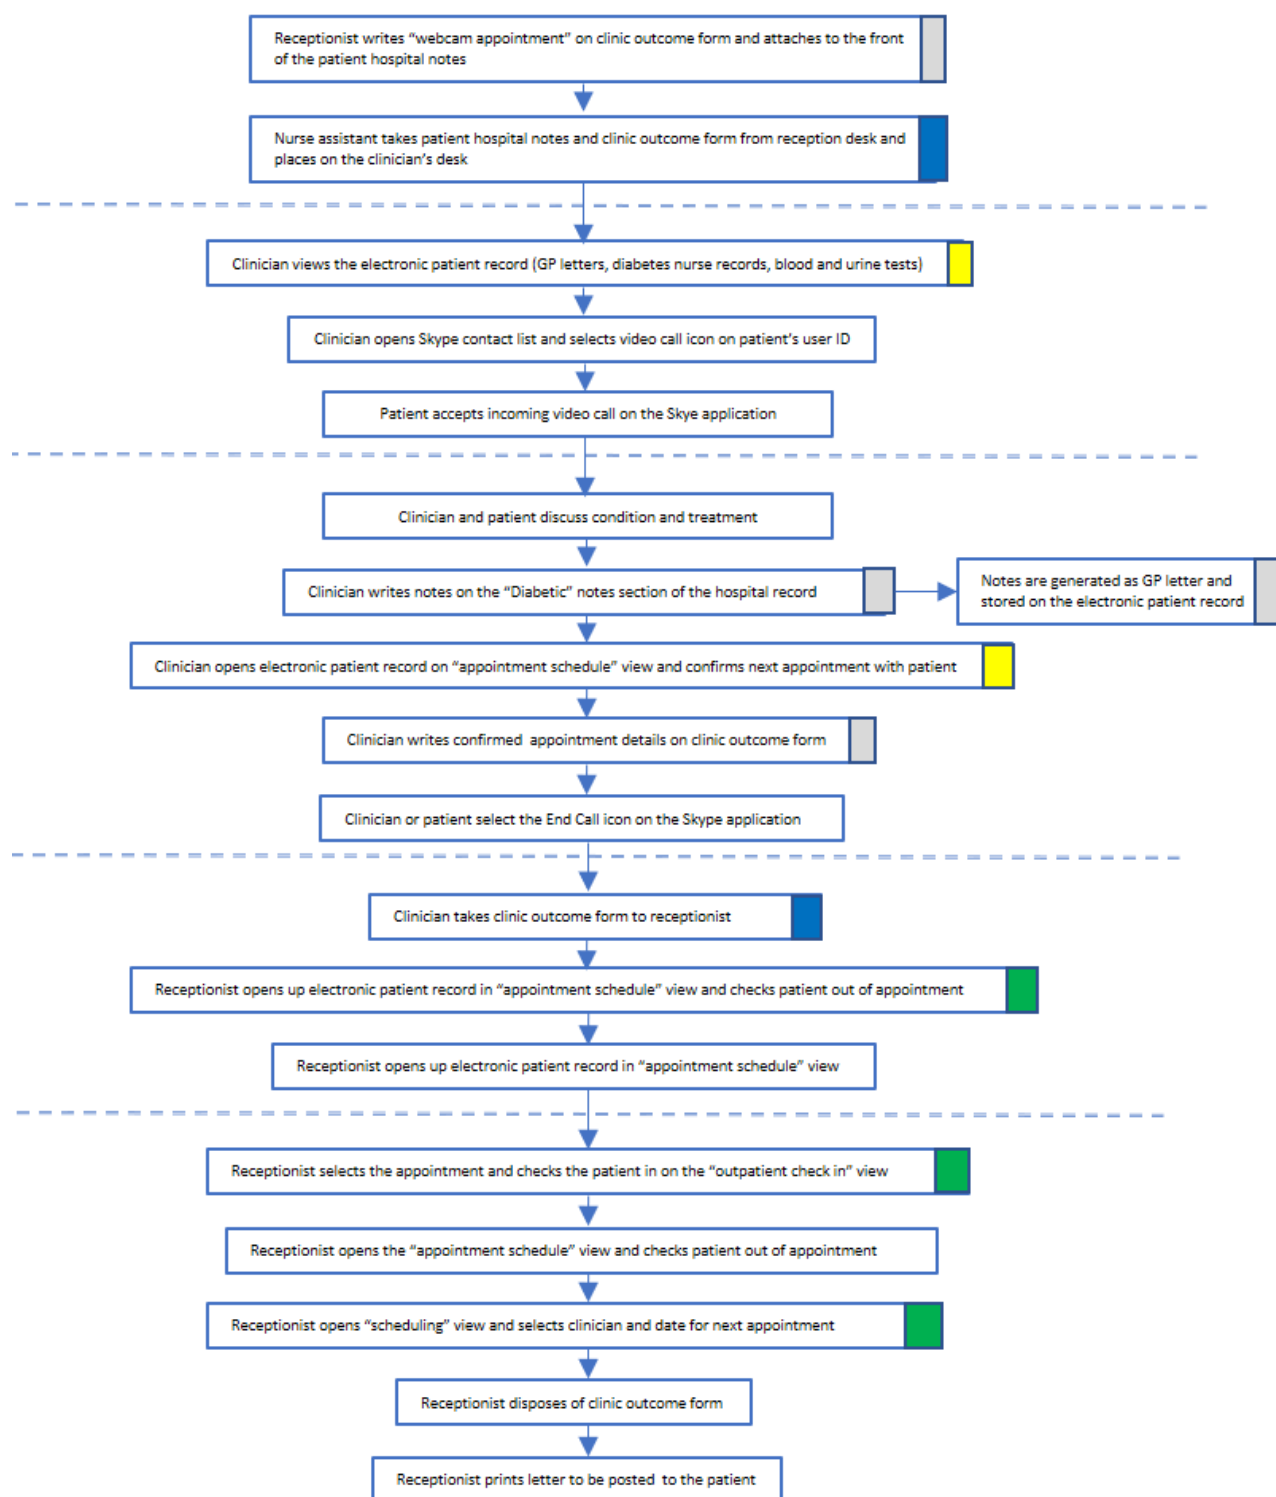 Receptionist writes “webcam appointment” on clinic outcome form and attaches to the front
of the patient hospital notes
Nurse assistant takes patient hospital notes and clinic outcome form from reception desk and
places on the clinician’s desk
Clinician views the electronic patient record (GP letters, diabetes nurse records, blood and urine tests)
Clinician opens Skype contact list and selects video call icon on patient’s user ID
Patient accepts incoming video call on the Skye application
Clinician and patient discuss condition and treatment
Clinician writes notes on the “Diabetic” notes section of the hospital record
Notes are generated as GP letter and
stored on the electronic patient record
Clinician opens electronic patient record on “appointment schedule” view and confirms next appointment with patient
Clinician writes confirmed appointment details on clinic outcome form
Clinician or patient select the End Call icon on the Skype application
Clinician takes clinic outcome form to receptionist
Receptionist opens up electronic patient record in “appointment schedule” view and checks patient out of appointment
Receptionist opens up electronic patient record in “appointment schedule” view
Receptionist selects the appointment and checks the patient in on the “outpatient check in” view
Receptionist opens the “appointment schedule” view and checks patient out of appointment
Receptionist opens “scheduling” view and selects clinician and date for next appointment
Receptionist disposes of clinic outcome form
Receptionist prints letter to be posted to the patient